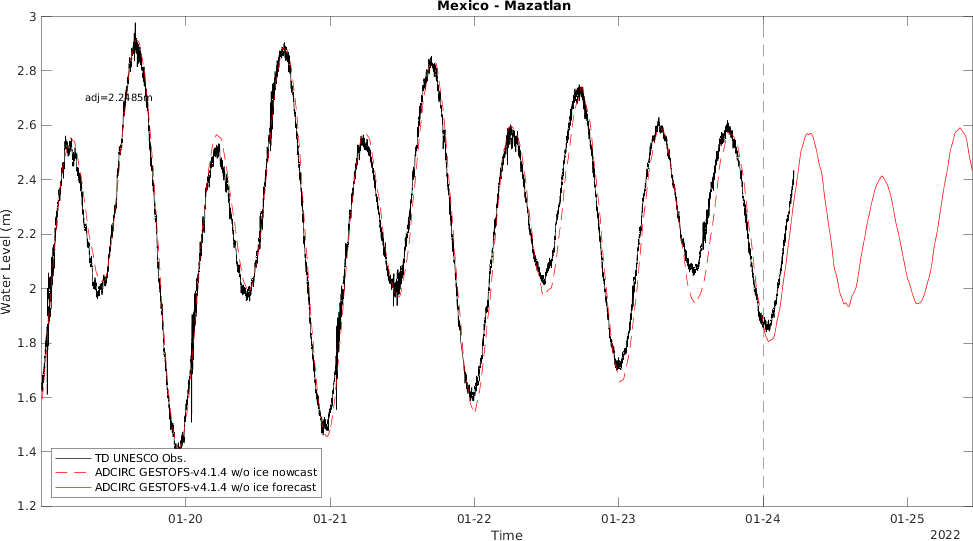 Mexico - Mazatlan
3
2.8
2.6
2.4
2.2
2
1.8
1.6
1.4
1.2
Water Level (m)
adj=2.2485m
TD UNESCO Obs.
ADCIRC GESTOFS-v4.1.4 w/o ice nowcast
ADCIRC GESTOFS-v4.1.4 w/o ice forecast
01-20 01-21 01-22 01-23 01-24 01-25
Time
2022